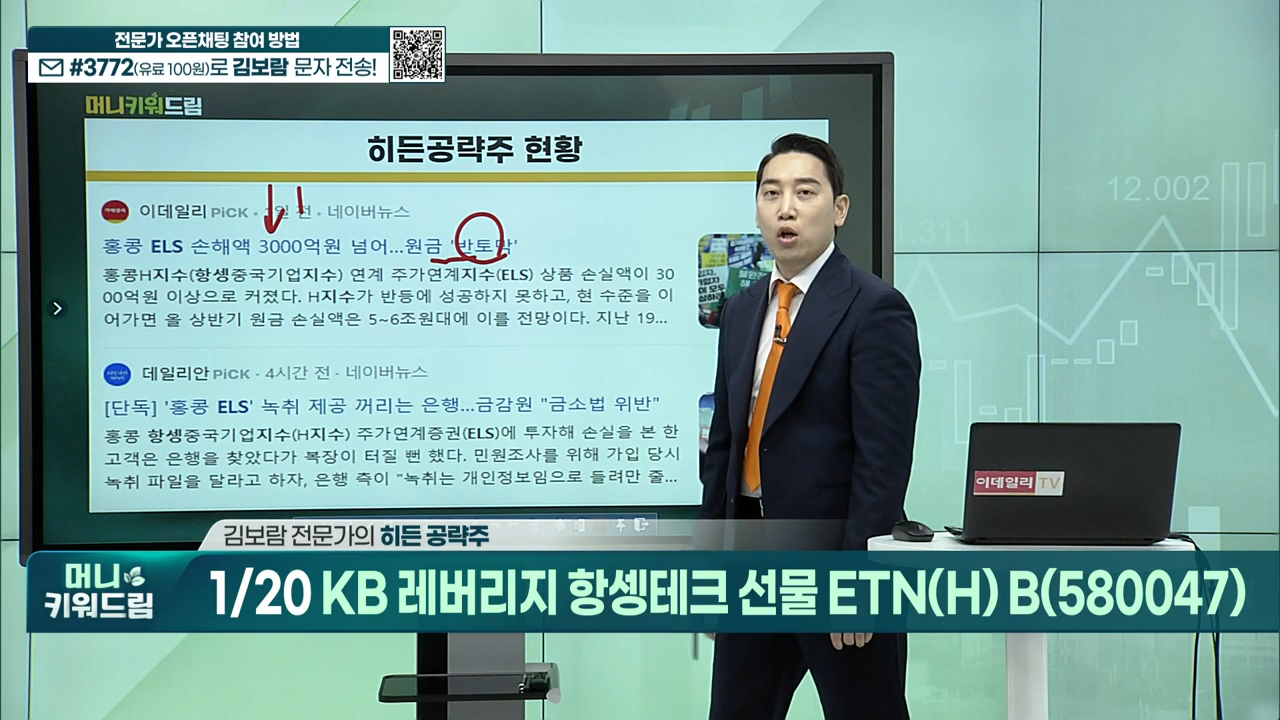 전문가 오픈채팅 참여 방법
#3772(유료 100원)로 김보람 문자 전송!
머니키워드림
히든공략주 현황
이데일리 PiCK · 1일 전 · 네이버뉴스
홍콩 ELS 손해액 3000억원 넘어...원금 '반토막'
홍콩H지수(항셍중국기업지수) 연계 주가연계지수(ELS) 상품 손실액이 30
00억원 이상으로 커졌다. H지수가 반등에 성공하지 못하고, 현 수준을 이
어가면 올 상반기 원금 손실액은 5~6조원대에 이를 전망이다. 지난 19...
데일리안 PiCK · 4시간 전 · 네이버뉴스
[단독] '홍콩 ELS' 녹취 제공 꺼리는 은행...금감원 "금소법 위반"
홍콩 항셍중국기업지수(H지수) 주가연계증권(ELS)에 투자해 손실을 본 한
고객은 은행을 찾았다가 복장이 터질 뻔 했다. 민원조사를 위해 가입 당시
녹취 파일을 달라고 하자, 은행 측이 "녹취는 개인정보임으로 들려만 줄...
12.002
.311
이데일리 TV
김보람 전문가의 히든 공략주
머니
키워드림
1/20 KB 레버리지 항셍테크 선물 ETN(H) B(580047)